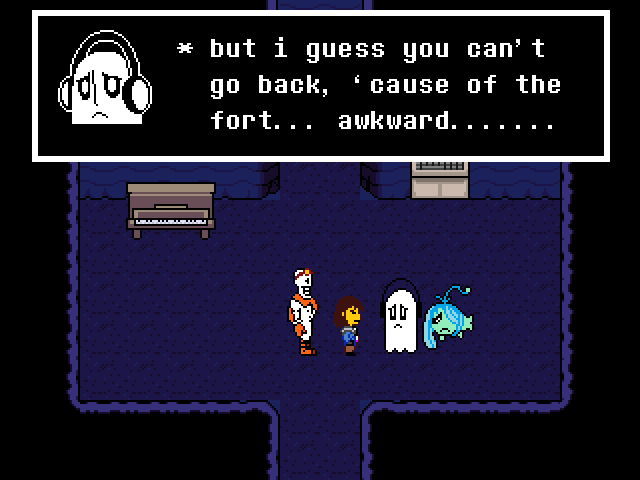 * but i guess you can't
go back, 'cause of the
fort... awkward.......